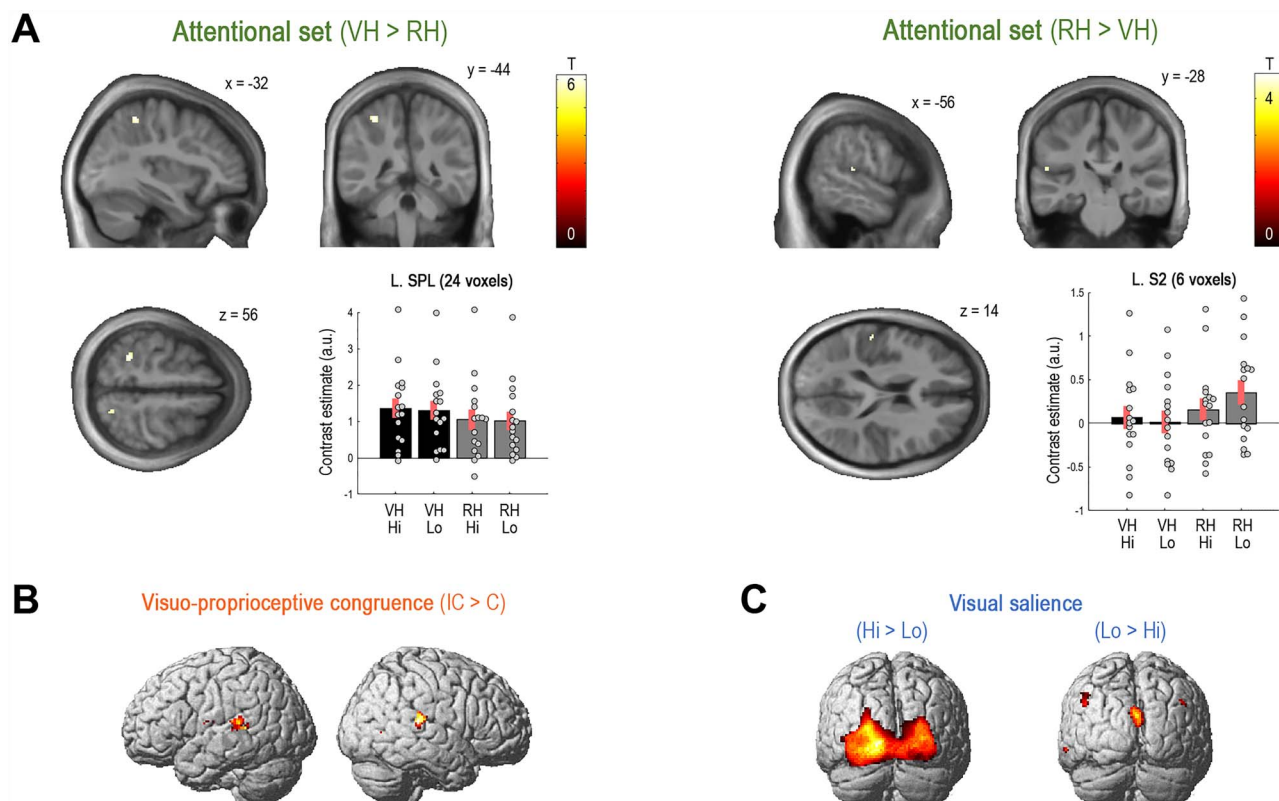 A
Attentional set (VH > RH)
x = -32
y = -44
T
6
0
z = 56
L. SPL (24 voxels)
Contrast estimate (a.u.)
4
3
2
1
0
-1
VH Hi
VH Lo
RH Hi
RH Lo
Attentional set (RH > VH)
x = -56
y = -28
T
4
0
z = 14
L. S2 (6 voxels)
Contrast estimate (a.u.)
1.5
1
0.5
0
-0.5
-1
VH Hi
VH Lo
RH Hi
RH Lo
B
Visuo-proprioceptive congruence (IC > C)
C
Visual salience
(Hi > Lo)
(Lo > Hi)